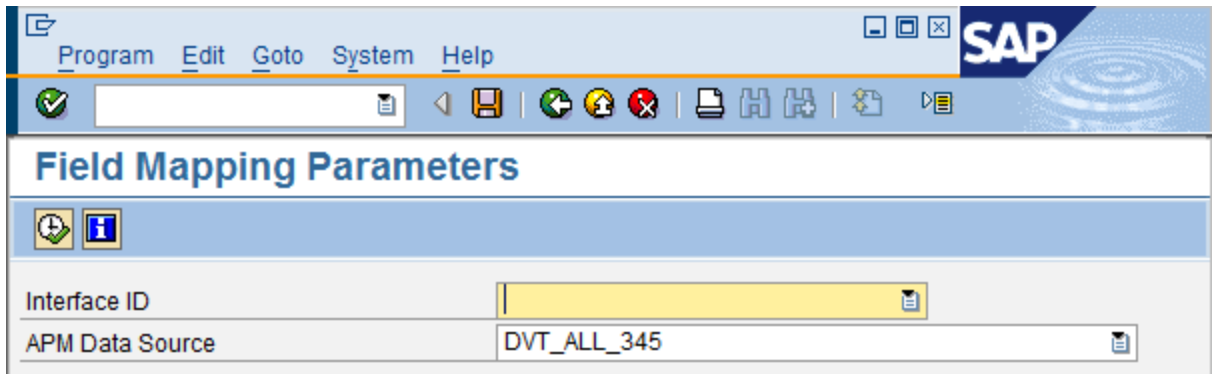 Program Edit Goto System Help
SAP
Field Mapping Parameters
Interface ID
APM Data Source DVT_ALL_345